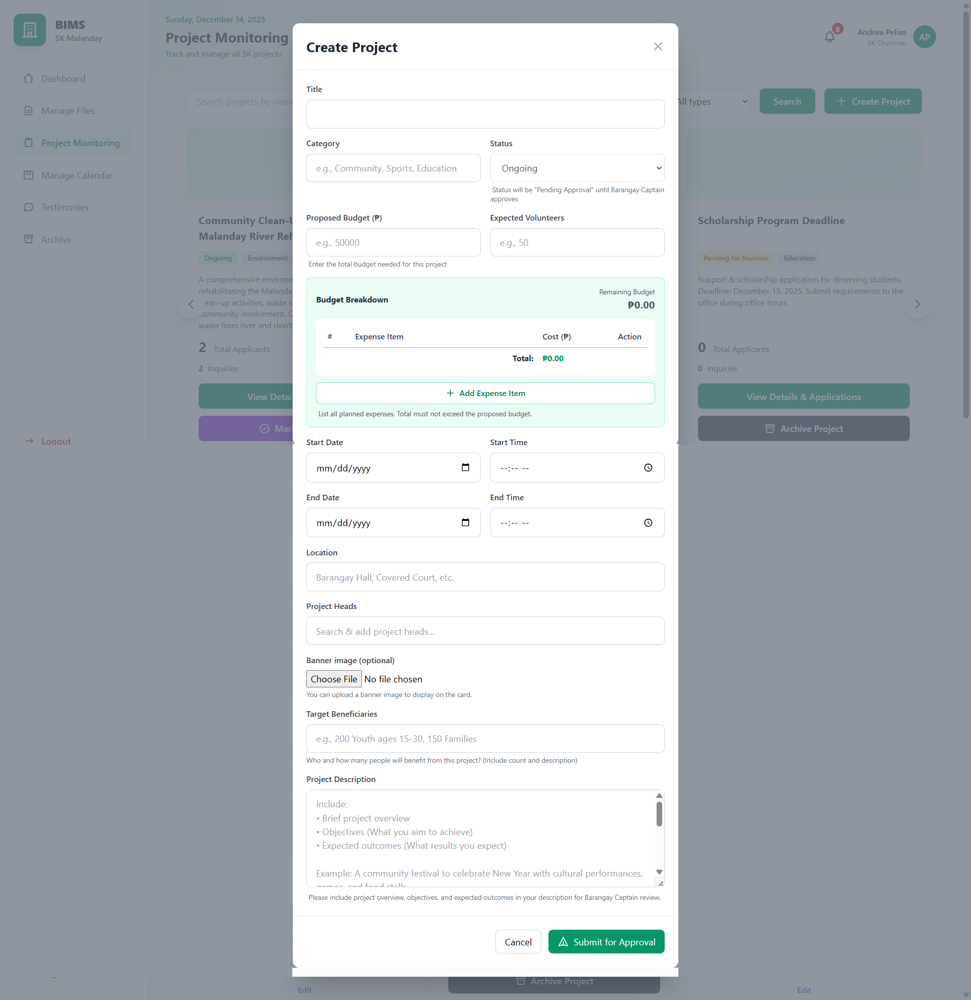 BIMS
SK Malanday
Dashboard
Manage Files
Project Monitoring
Manage Calendar
Testimonies
Archive
Logout
Sunday, December 14, 2025
Project Monitoring
Track and manage all SK projects
8
Andrea Pelias
SK Chairman
AP
Search projects by name
All types
Search
Create Project
Community Clean-U
Malanday River Reh
Ongoing
Environment
A comprehensive environm
rehabilitating the Malanda
ean-up activities, waste s
community involvement. C
waste from river and riverb
2 Total Applicants
2 Inquiries
View Detai
Mar
Scholarship Program Deadline
Pending for Revision
Education
Support & scholarship application for deserving students.
Deadline: December 15, 2025. Submit requirements to the
office during office hours.
0 Total Applicants
0 Inquiries
View Details & Applications
Archive Project
Create Project
Title
Category
e.g., Community, Sports, Education
Status
Ongoing
Status will be "Pending Approval" until Barangay Captain
approves
Proposed Budget (₱)
e.g., 50000
Enter the total budget needed for this project
Expected Volunteers
e.g., 50
Budget Breakdown
Remaining Budget
₱0.00
# Expense Item Cost (₱) Action
Total: ₱0.00
Add Expense Item
List all planned expenses. Total must not exceed the proposed budget.
Start Date
mm/dd/yyyy
Start Time
--:-- --
End Date
mm/dd/yyyy
End Time
--:-- --
Location
Barangay Hall, Covered Court, etc.
Project Heads
Search & add project heads...
Banner image (optional)
Choose File No file chosen
You can upload a banner image to display on the card.
Target Beneficiaries
e.g., 200 Youth ages 15-30, 150 Families
Who and how many people will benefit from this project? (Include count and description)
Project Description
Include:
• Brief project overview
• Objectives (What you aim to achieve)
• Expected outcomes (What results you expect)
Example: A community festival to celebrate New Year with cultural performances,
games, and food stalls
Please include project overview, objectives, and expected outcomes in your description for Barangay Captain review.
Cancel
Submit for Approval
Archive Project
Edit
Edit